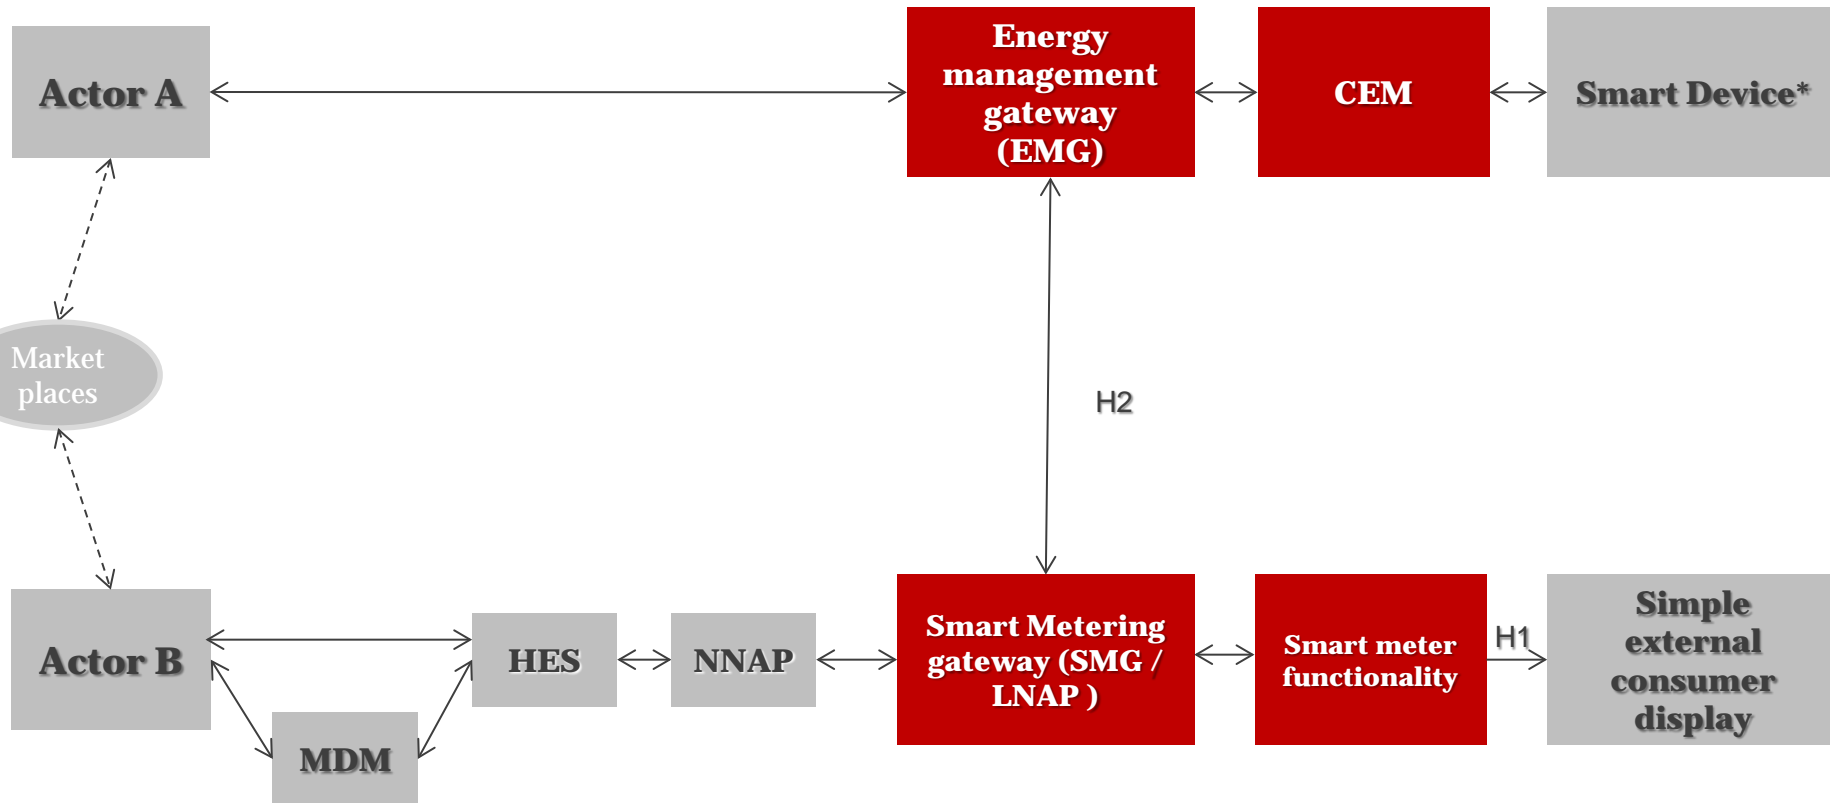 Actor A
Energy
management
gateway
(EMG)
CEM
Smart Device*
Market
places
H2
Actor B
HES
NNAP
MDM
Smart Metering
gateway (SMG /
LNAP )
Smart meter
functionality
H1
Simple
external
consumer
display